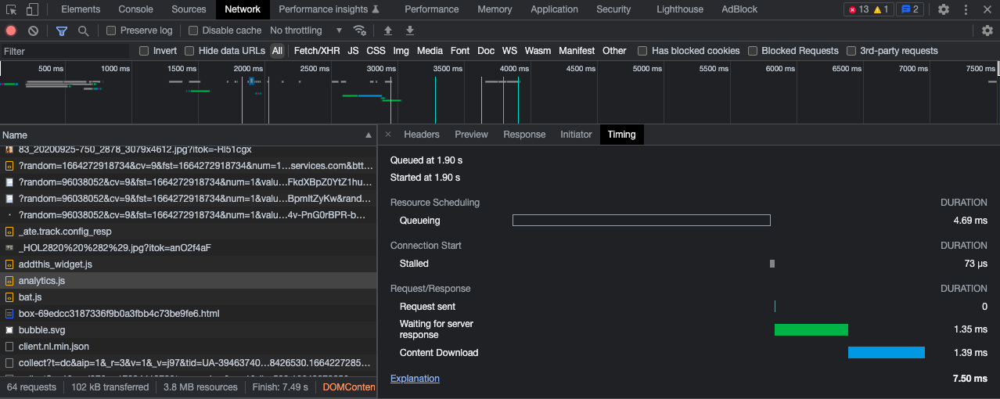 Elements Console Sources Network Performance insights Performance Memory Application Security Lighthouse AdBlock 13 1 2
Preserve log Disable cache No throttling
Filter Invert Hide data URLs All Fetch/XHR JS CSS Img Media Font Doc WS Wasm Manifest Other Has blocked cookies Blocked Requests 3rd-party requests
500 ms 1000 ms 1500 ms 2000 ms 2500 ms 3000 ms 3500 ms 4000 ms 4500 ms 5000 ms 5500 ms 6000 ms 6500 ms 7000 ms 7500 ms
Name
83_20200925-750_2878_3079x4612.jpg?itok=-Rl51cgx
?random=1664272918734&cv=9&fst=1664272918734&num=1...services.com&btt...
?random=96038052&cv=9&fst=1664272918734&num=1&valu...FkdXBpZ0YtZ1hu...
?random=96038052&cv=9&fst=1664272918734&num=1&valu...BpmItZyKw&rand...
?random=96038052&cv=9&fst=1664272918734&num=1&valu...4v-PnG0rBPR-b...
_ate.track.config_resp
_HOL2820%20%282%29.jpg?itok=anO2f4aF
addthis_widget.js
analytics.js
bat.js
box-69edcc3187336f9b0a3fbb4c73be9fe6.html
bubble.svg
client.nl.min.json
collect?t=dc&aip=1&_r=3&v=1&_v=j97&tid=UA-39463740...8426530.1664227285...
64 requests 102 kB transferred 3.8 MB resources Finish: 7.49 s DOMConten
Headers Preview Response Initiator Timing
Queued at 1.90 s
Started at 1.90 s
Resource Scheduling DURATION
Queueing 4.69 ms
Connection Start DURATION
Stalled 73 μs
Request/Response DURATION
Request sent 0
Waiting for server
response 1.35 ms
Content Download 1.39 ms
Explanation 7.50 ms